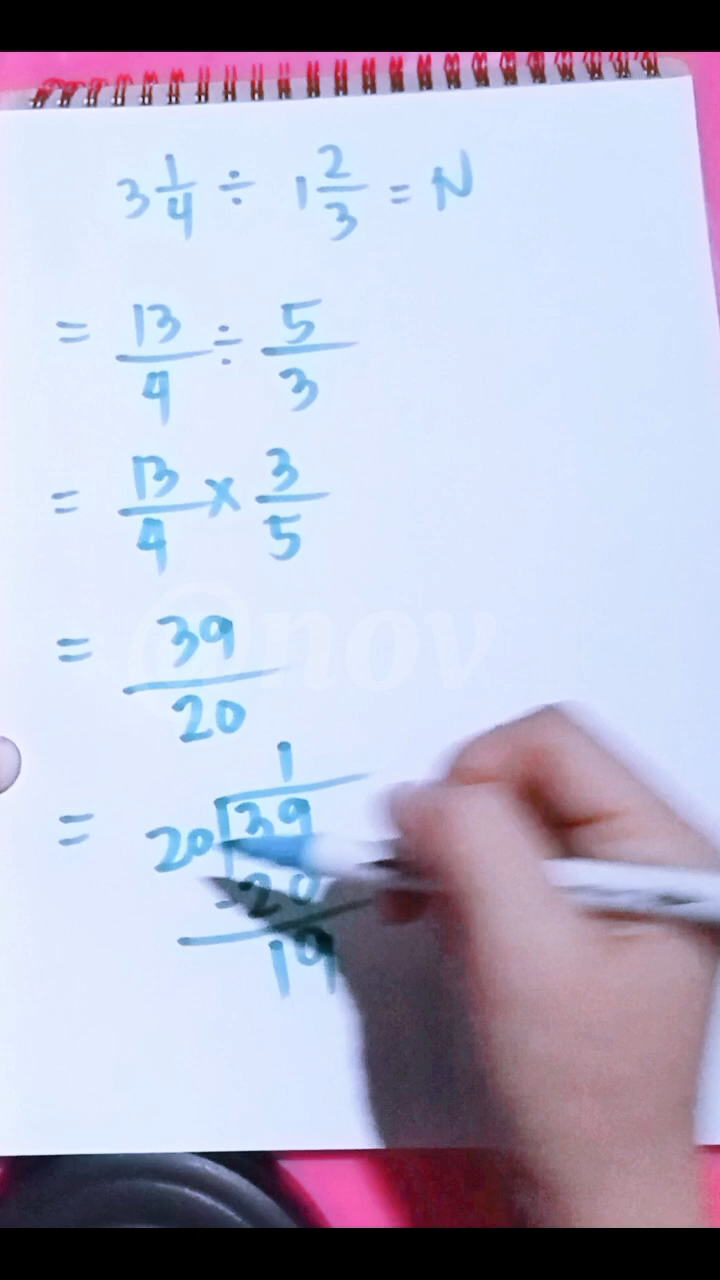 3 1/4 ÷ 1 2/3 = N
= 13/4 ÷ 5/3
= 13/4 × 3/5
= 39/20
@nov
1
= 20 39
- 20
19